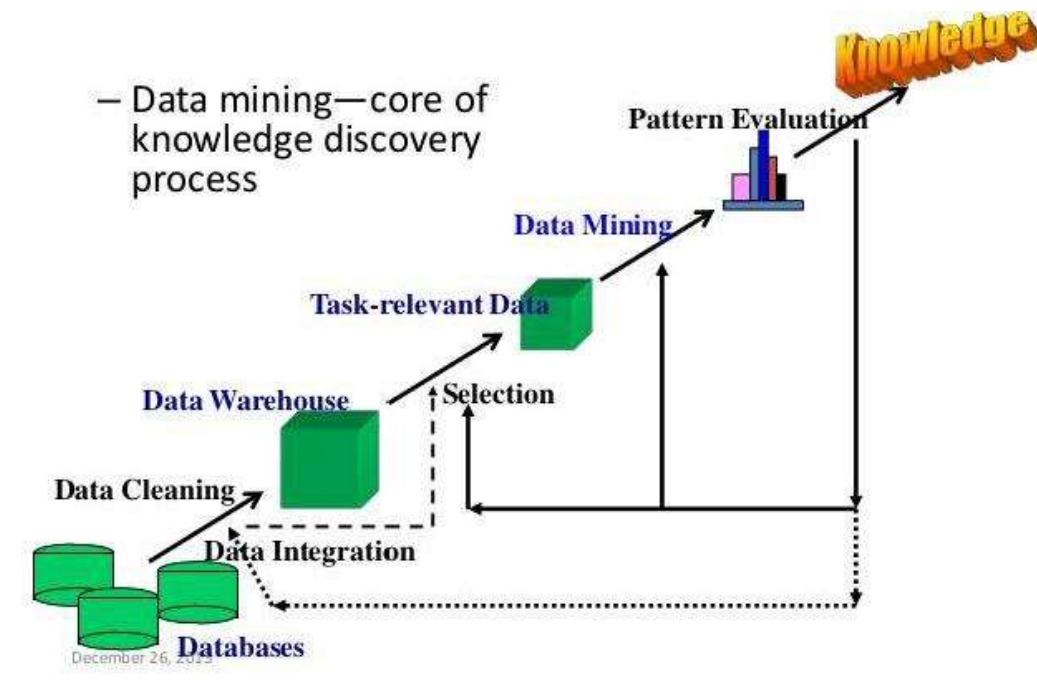 Knowledge
– Data mining—core of
knowledge discovery
process
Pattern Evaluation
Data Mining
Task-relevant Data
Selection
Data Warehouse
Data Cleaning
Data Integration
Databases
December 26, 2013